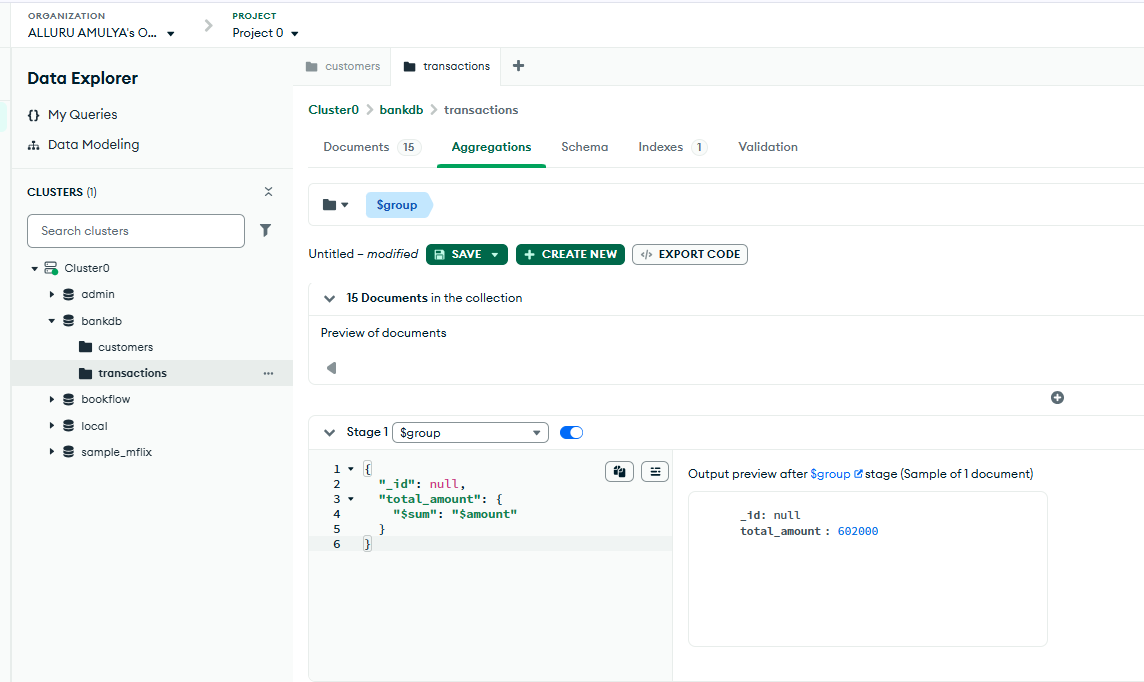 ORGANIZATION
ALLURU AMULYA's O...
PROJECT
Project 0
Data Explorer
{} My Queries
Data Modeling
CLUSTERS (1)
Search clusters
Cluster0
admin
bankdb
customers
transactions ...
bookflow
local
sample_mflix
customers
transactions
Cluster0 > bankdb > transactions
Documents 15
Aggregations
Schema
Indexes 1
Validation
$group
Untitled – modified
SAVE
+ CREATE NEW
</> EXPORT CODE
15 Documents in the collection
Preview of documents
Stage 1 $group
1 {
2 "_id": null,
3 "total_amount": {
4 "$sum": "$amount"
5 }
6 }
Output preview after $group stage (Sample of 1 document)
_id: null
total_amount : 602000